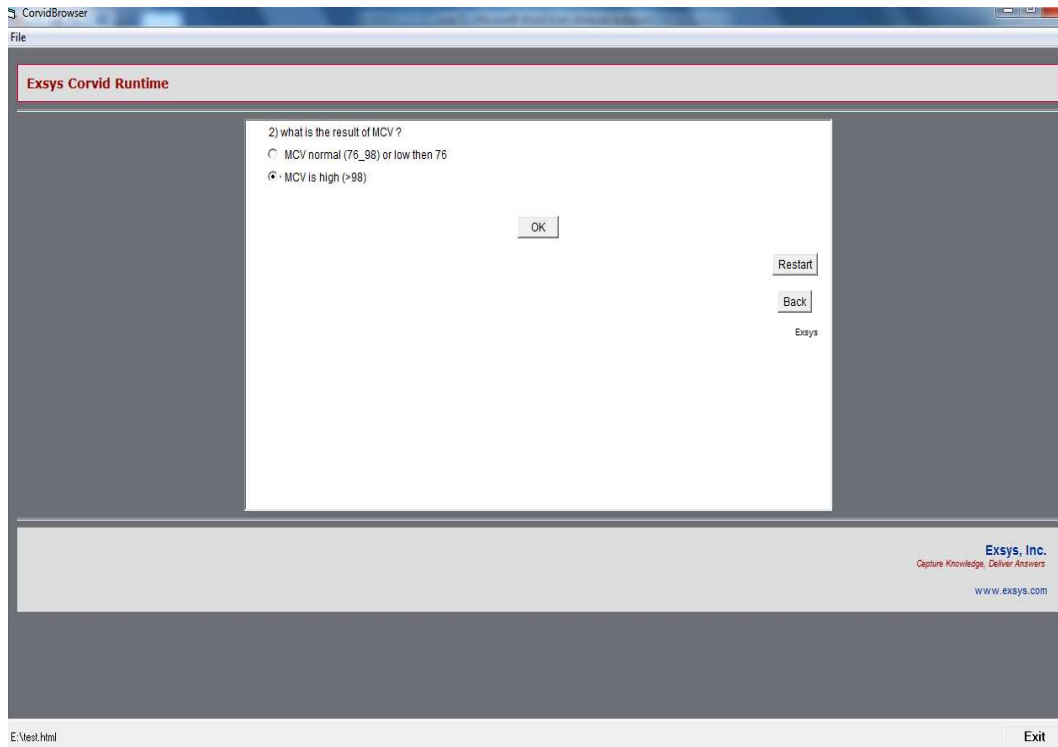 CorvidBrowser
File
Exsys Corvid Runtime
2) what is the result of MCV ?
MCV normal (76_98) or low then 76
MCV is high (>98)
OK
Restart
Back
Exsys
Exsys, Inc.
Capture Knowledge, Deliver Answers
www.exsys.com
E:\test.html
Exit